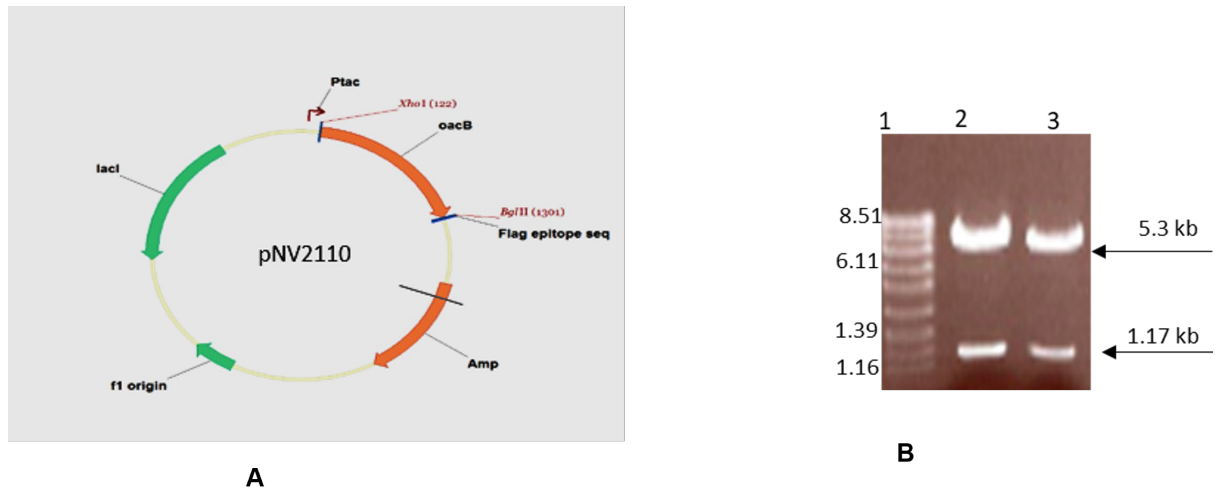 Ptac
XhoI (122)
oacB
lacI
BglII (1301)
Flag epitope seq
pNV2110
Amp
f1 origin
A
1 2 3
8.51
5.3 kb
6.11
1.39
1.17 kb
1.16
B